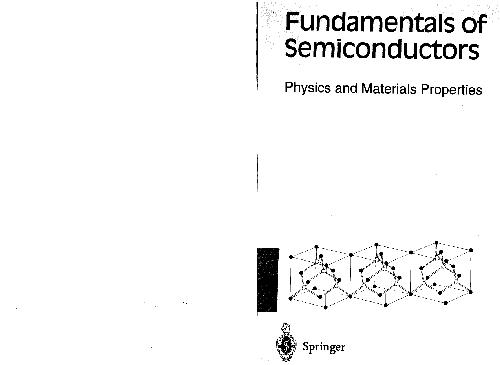 Fundamentals of
Semiconductors
Physics and Materials Properties
Springer